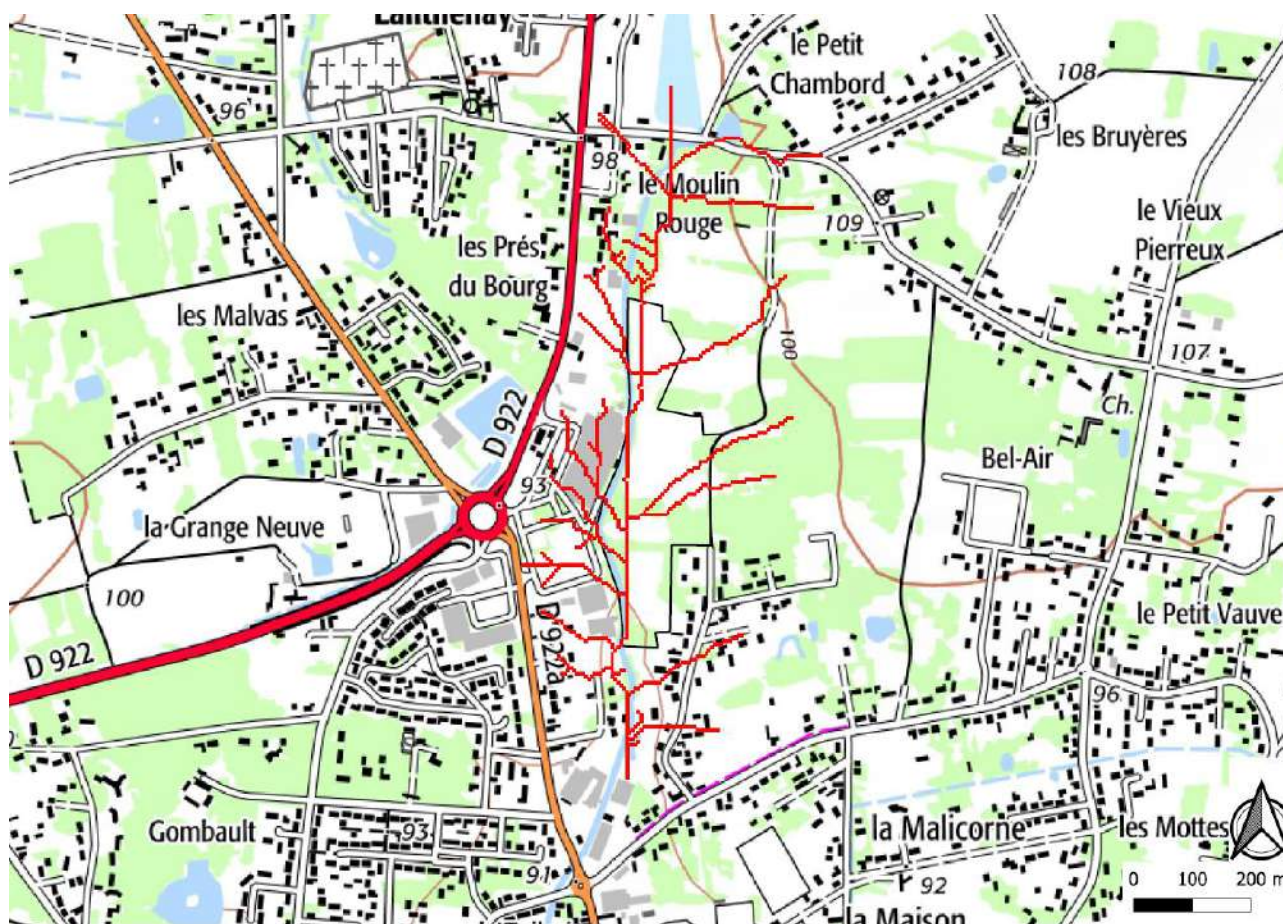 Lanthenay
le Petit
Chambord
108
96
les Bruyères
98
le Moulin
Rouge
109
le Vieux
Pierreux
les Prés
du Bourg
les Malvas
100
107
D 922
Ch.
Bel-Air
93
la Grange Neuve
100
le Petit Vauve
D 922
D 922a
96
Gombault
93
la Malicorne
les Mottes
91
92
0 100 200 m
la Maison